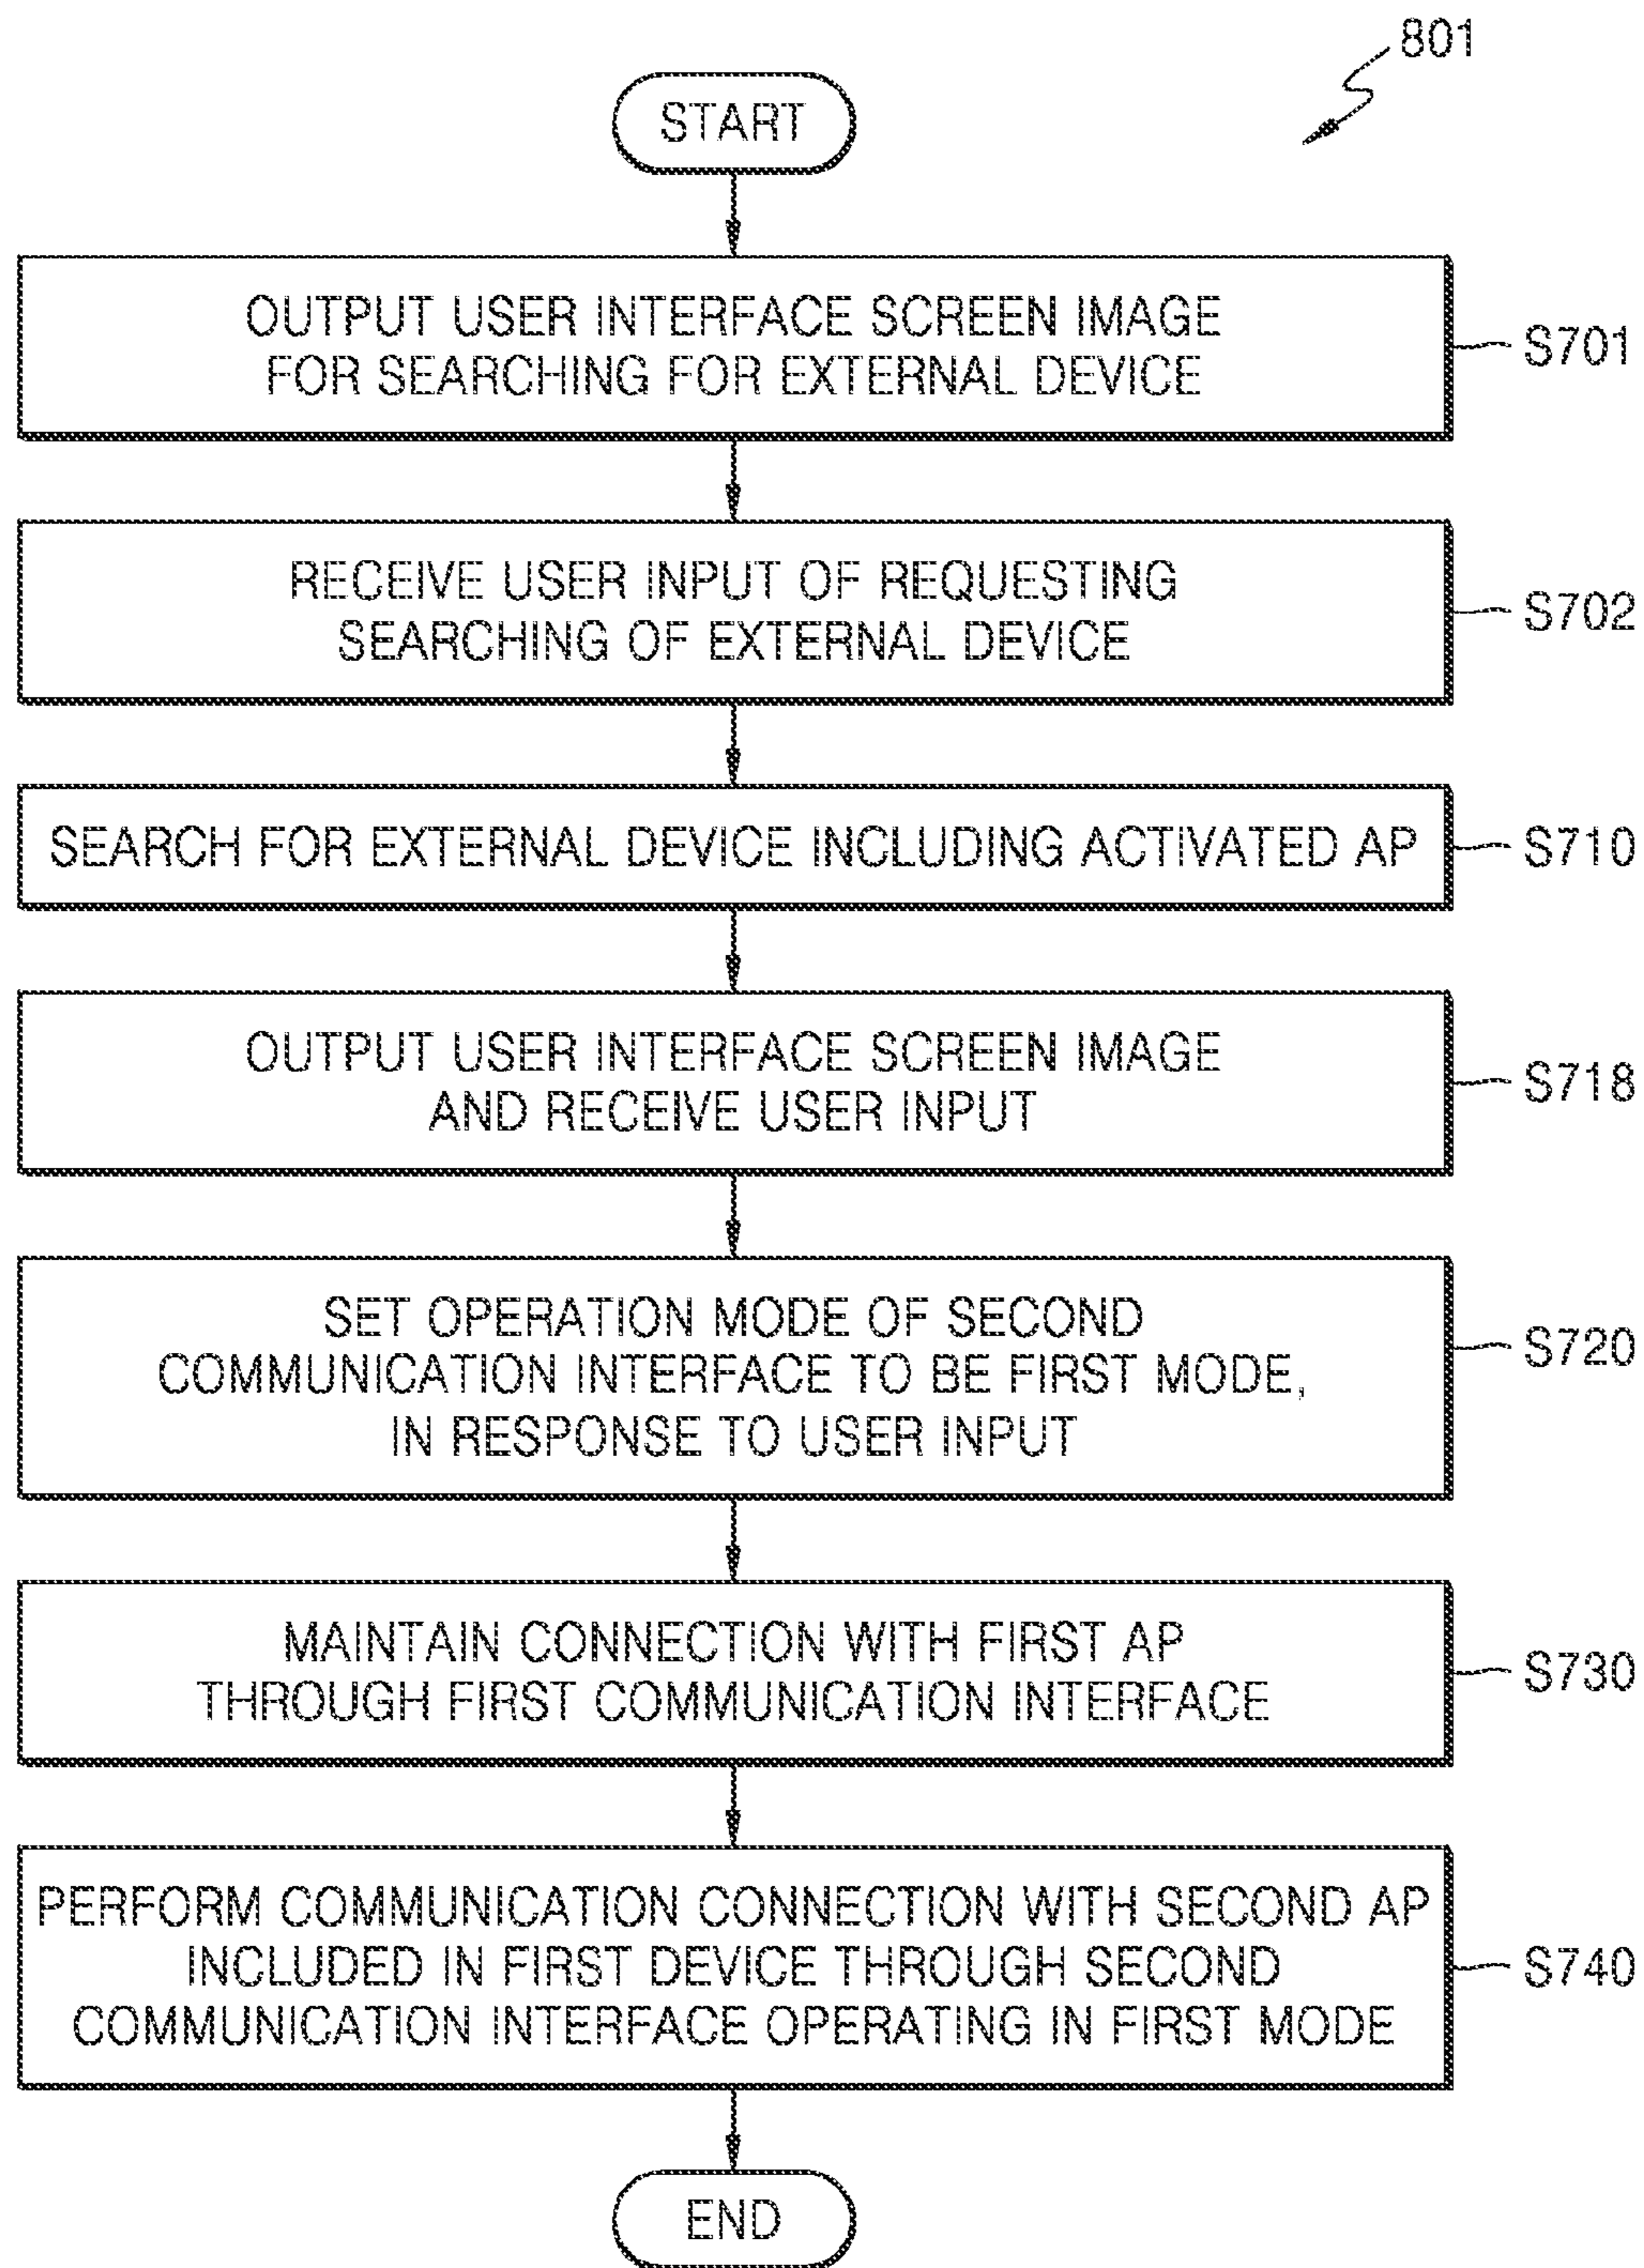 801
START
OUTPUT USER INTERFACE SCREEN IMAGE
FOR SEARCHING FOR EXTERNAL DEVICE
S701
RECEIVE USER INPUT OF REQUESTING
SEARCHING OF EXTERNAL DEVICE
S702
SEARCH FOR EXTERNAL DEVICE INCLUDING ACTIVATED AP
S710
OUTPUT USER INTERFACE SCREEN IMAGE
AND RECEIVE USER INPUT
S718
SET OPERATION MODE OF SECOND
COMMUNICATION INTERFACE TO BE FIRST MODE,
IN RESPONSE TO USER INPUT
S720
MAINTAIN CONNECTION WITH FIRST AP
THROUGH FIRST COMMUNICATION INTERFACE
S730
PERFORM COMMUNICATION CONNECTION WITH SECOND AP
INCLUDED IN FIRST DEVICE THROUGH SECOND
COMMUNICATION INTERFACE OPERATING IN FIRST MODE
S740
END